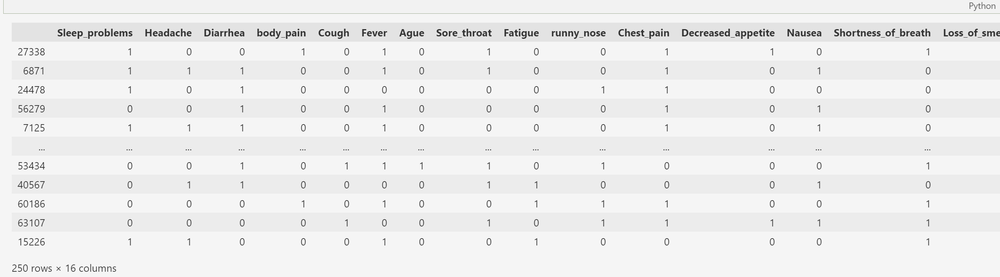 Python
Sleep_problems Headache Diarrhea body_pain Cough Fever Ague Sore_throat Fatigue runny_nose Chest_pain Decreased_appetite Nausea Shortness_of_breath Loss_of_sme
27338 1 0 0 1 0 1 0 1 0 0 1 1 0 1
6871 1 1 1 0 0 1 0 1 0 0 1 0 1 0
24478 1 0 1 0 0 0 0 0 0 1 1 0 0 0
56279 0 0 1 0 0 1 0 0 0 0 1 0 1 0
7125 1 1 1 0 0 1 0 0 0 0 1 0 1 0
... ... ... ... ... ... ... ... ... ... ... ... ... ... ...
53434 0 0 1 0 1 1 1 1 0 1 0 0 0 1
40567 0 1 1 0 0 0 0 1 1 0 0 0 1 0
60186 0 0 0 1 0 1 0 0 1 1 1 0 0 1
63107 0 0 0 0 1 0 0 1 0 1 1 1 1 1
15226 1 1 0 0 0 1 0 0 1 0 0 0 0 1
250 rows × 16 columns